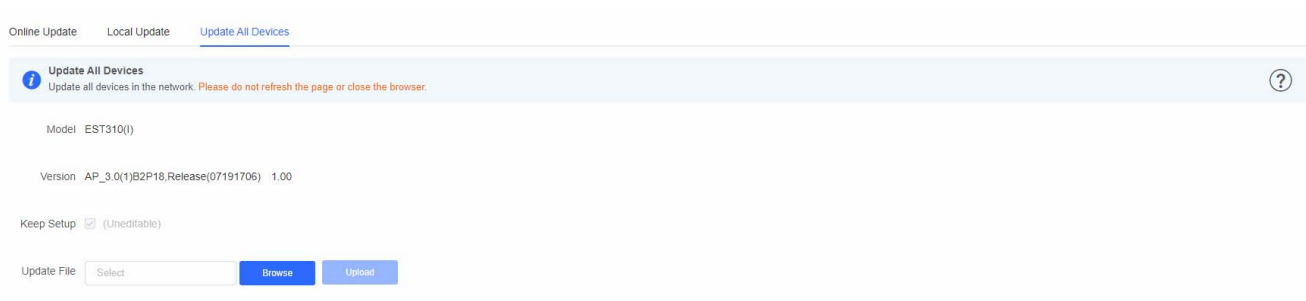 Online Update Local Update Update All Devices
Update All Devices
Update all devices in the network. Please do not refresh the page or close the browser.
Model EST310(I)
Version AP_3.0(1)B2P18,Release(07191706) 1.00
Keep Setup (Uneditable)
Update File Select Browse Upload